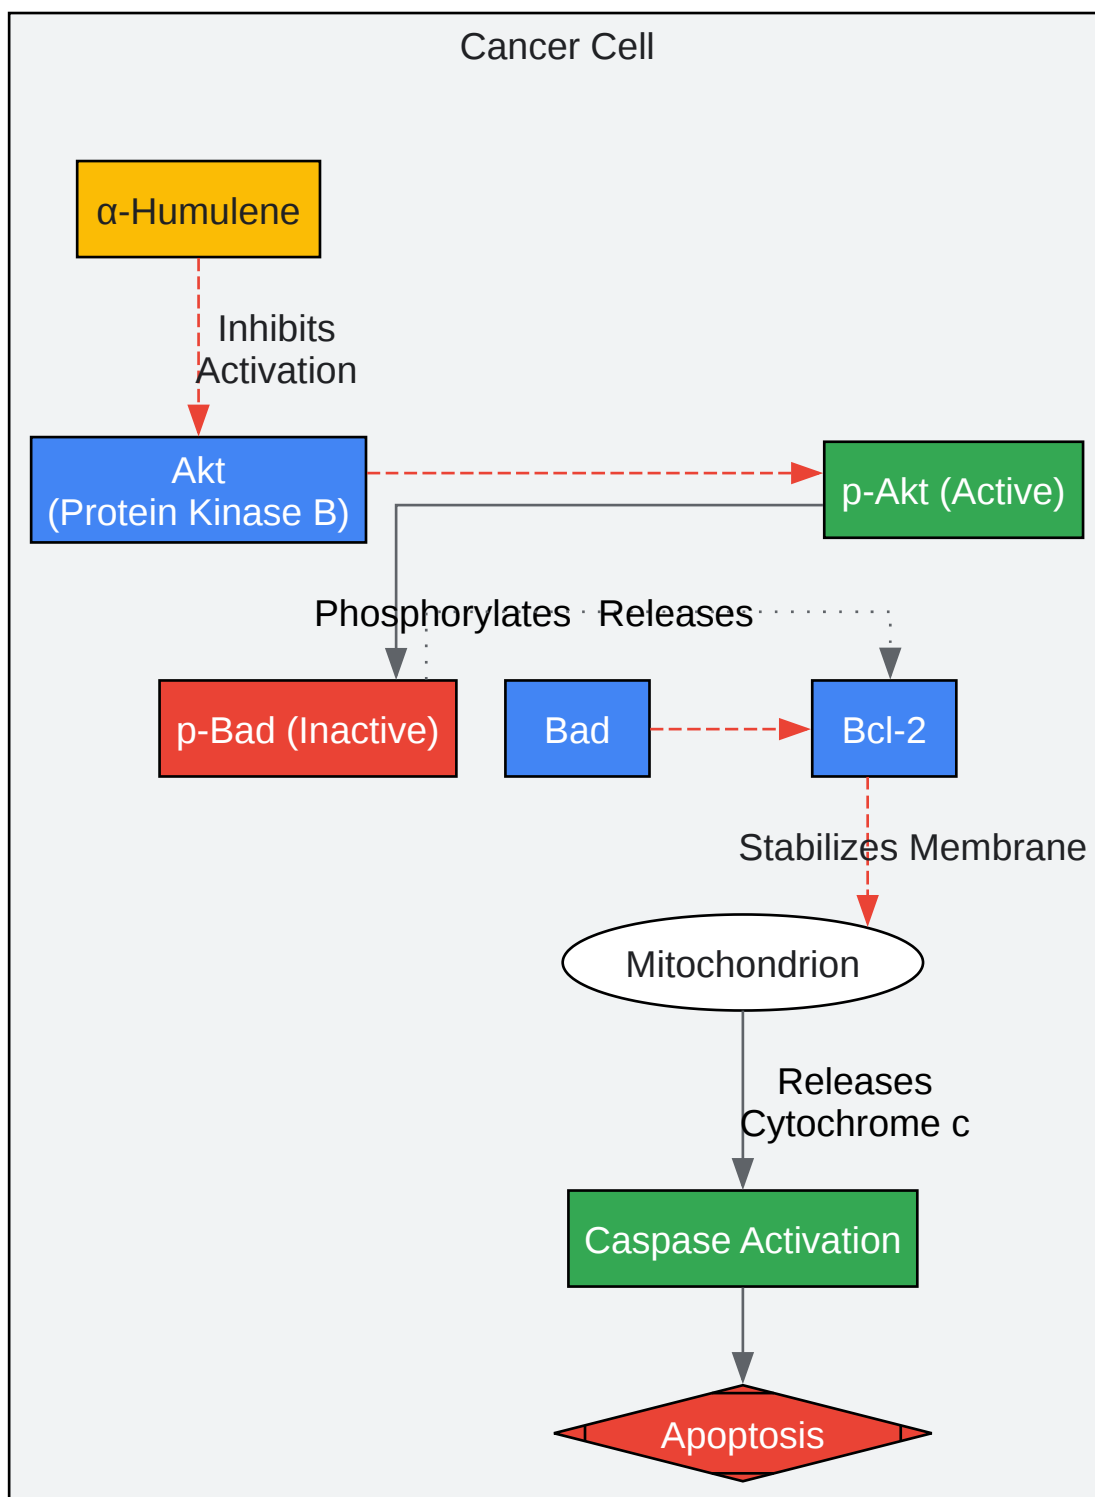 Cancer Cell
α-Humulene
Inhibits
Activation
Akt
(Protein Kinase B)
p-Akt (Active)
Phosphorylates
Releases
p-Bad (Inactive)
Bad
Bcl-2
Stabilizes Membrane
Mitochondrion
Releases
Cytochrome c
Caspase Activation
Apoptosis